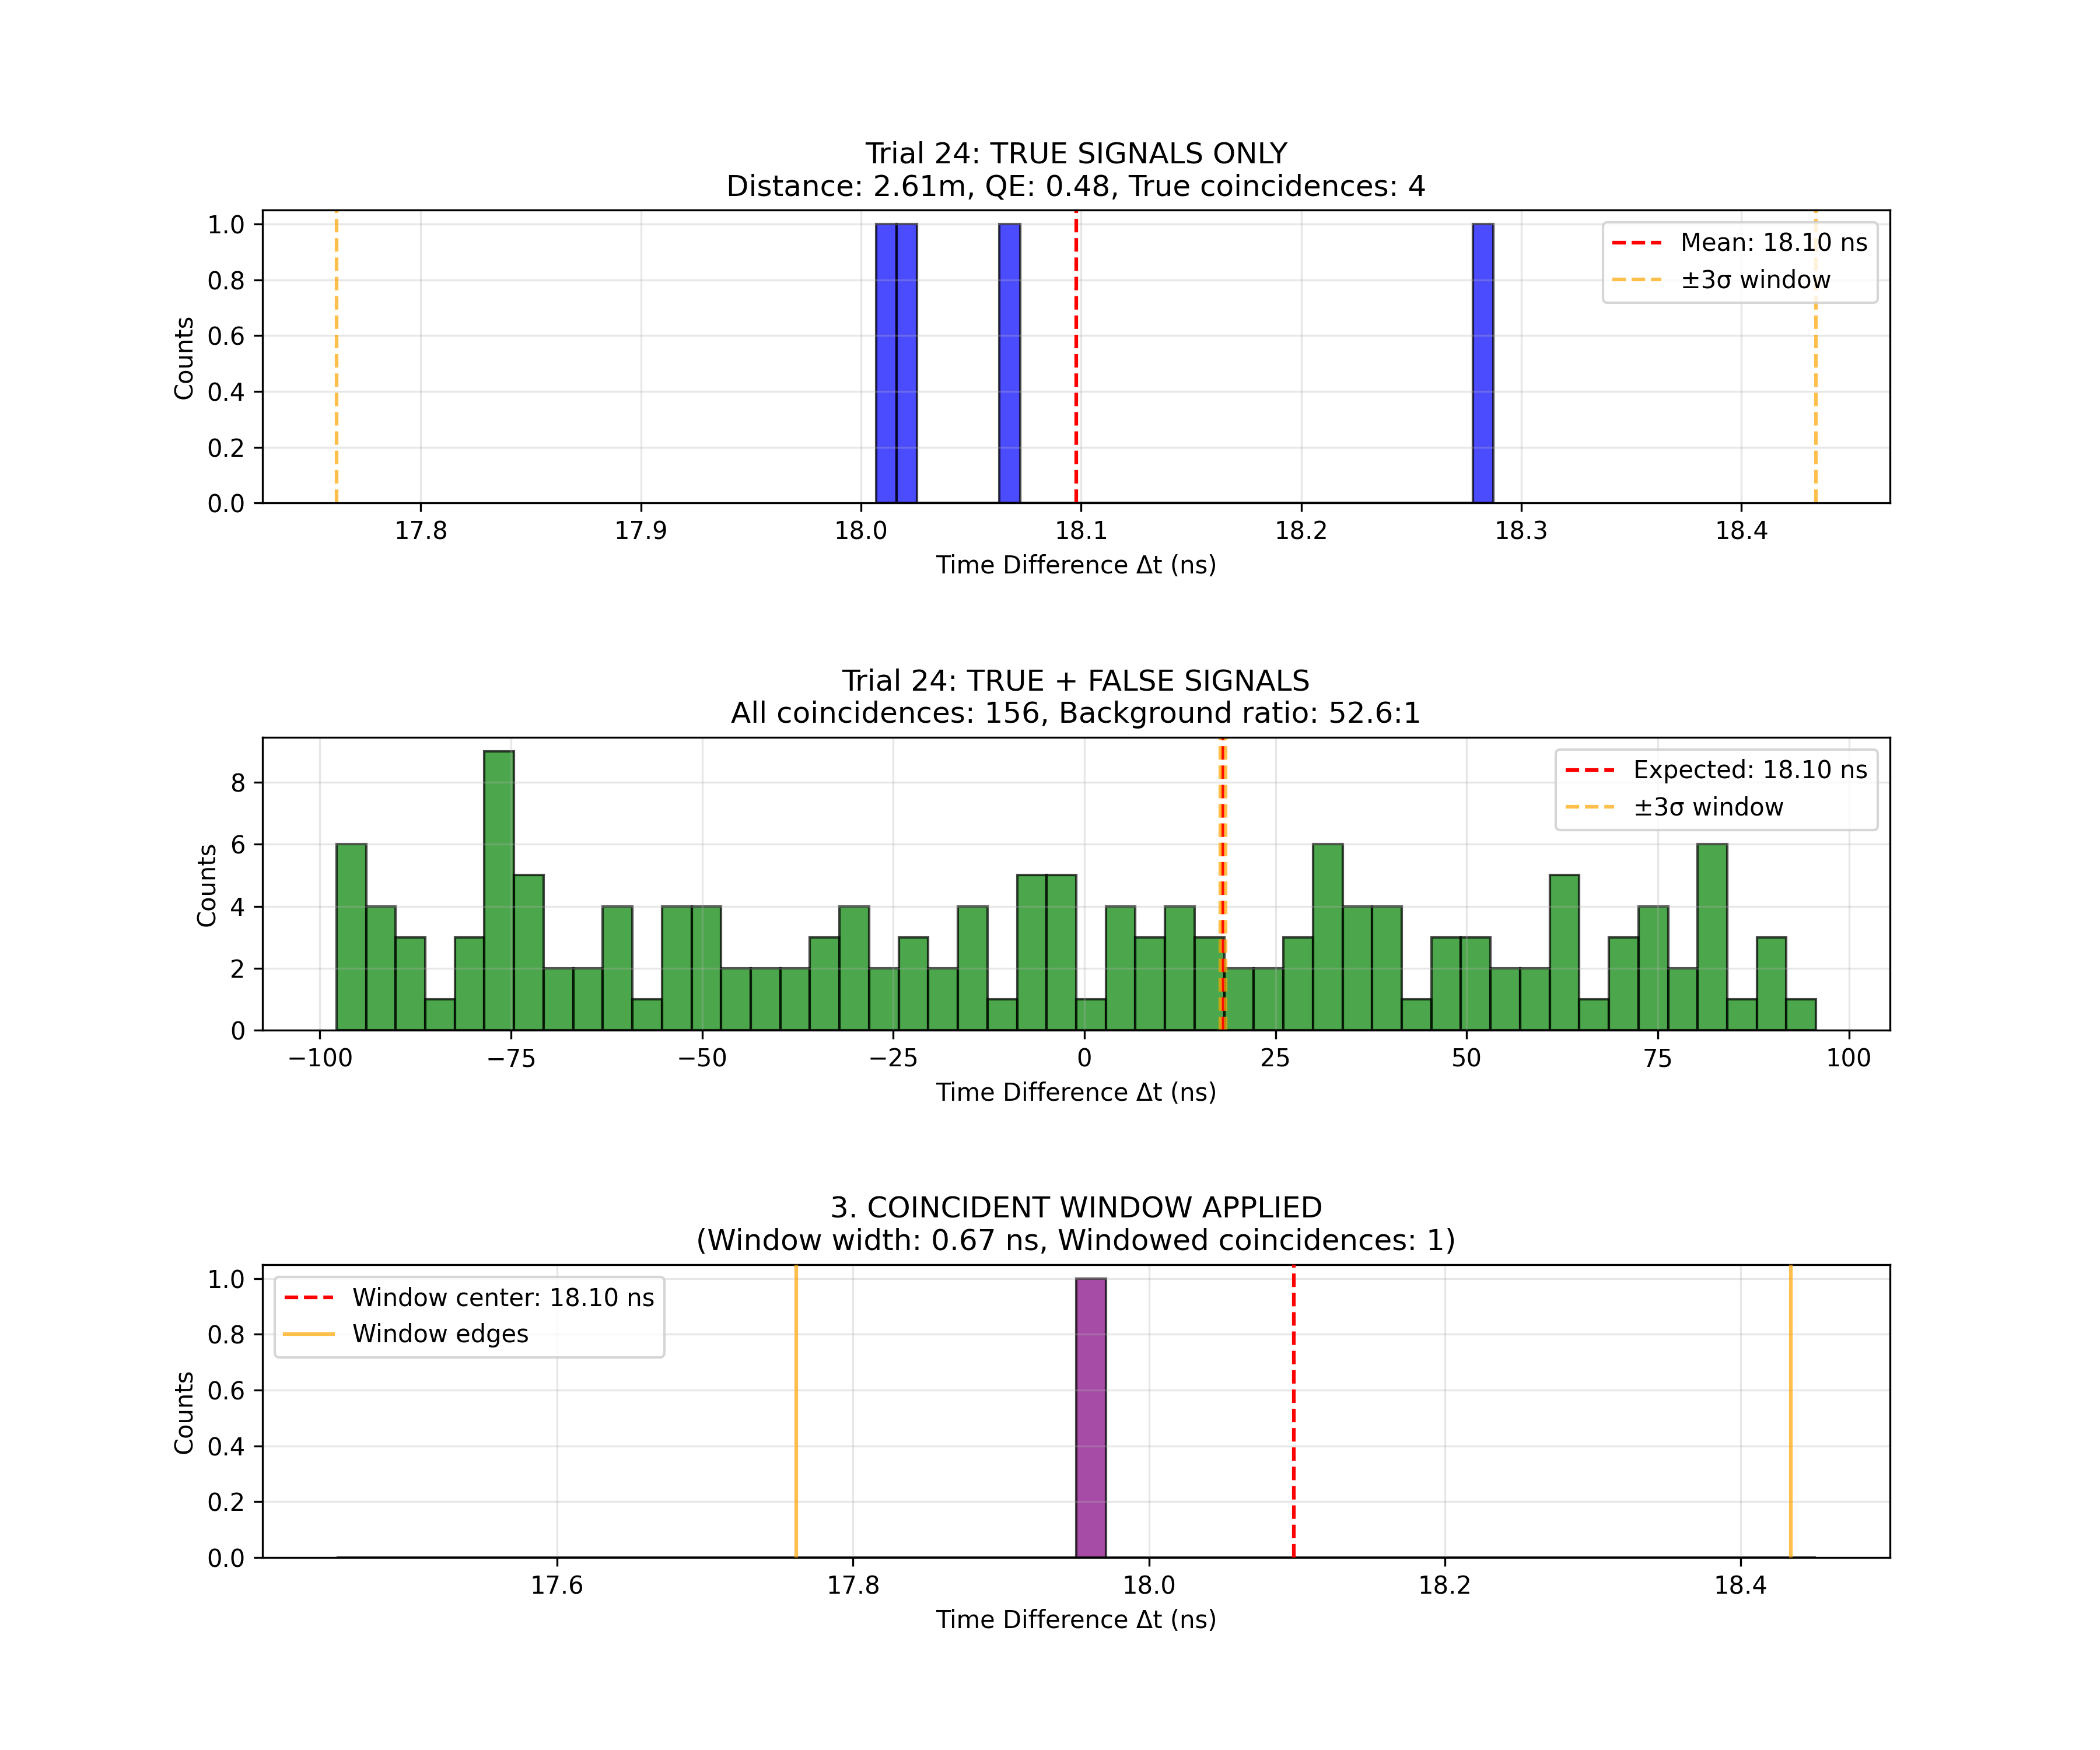 Trial 24: TRUE SIGNALS ONLY
Distance: 2.61m, QE: 0.48, True coincidences: 4
Counts
1.0
0.8
0.6
0.4
0.2
0.0
Mean: 18.10 ns
±3σ window
17.8 17.9 18.0 18.1 18.2 18.3 18.4
Time Difference Δt (ns)
Trial 24: TRUE + FALSE SIGNALS
All coincidences: 156, Background ratio: 52.6:1
Counts
8
6
4
2
0
Expected: 18.10 ns
±3σ window
−100 −75 −50 −25 0 25 50 75 100
Time Difference Δt (ns)
3. COINCIDENT WINDOW APPLIED
(Window width: 0.67 ns, Windowed coincidences: 1)
Counts
1.0
0.8
0.6
0.4
0.2
0.0
Window center: 18.10 ns
Window edges
17.6 17.8 18.0 18.2 18.4
Time Difference Δt (ns)